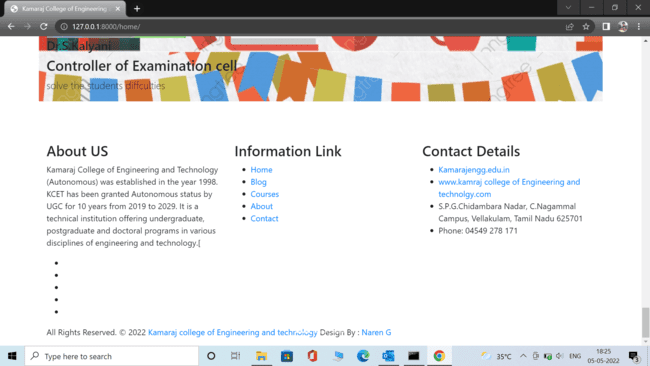 Kamaraj College of Engineering
127.0.0.1:8000/home/
Dr.S.Kalyani
Controller of Examination cell
solve the students diffculties
About US
Kamaraj College of Engineering and Technology
(Autonomous) was established in the year 1998.
KCET has been granted Autonomous status by
UGC for 10 years from 2019 to 2029. It is a
technical institution offering undergraduate,
postgraduate and doctoral programs in various
disciplines of engineering and technology.[
Information Link
Home
Blog
Courses
About
Contact
Contact Details
Kamarajengg.edu.in
www.kamraj college of Engineering and
technolgy.com
S.P.G.Chidambara Nadar, C.Nagammal
Campus, Vellakulam, Tamil Nadu 625701
Phone: 04549 278 171
All Rights Reserved. © 2022 Kamaraj college of Engineering and technology Design By : Naren G
Type here to search
35°C
ENG
18:25
05-05-2022
3